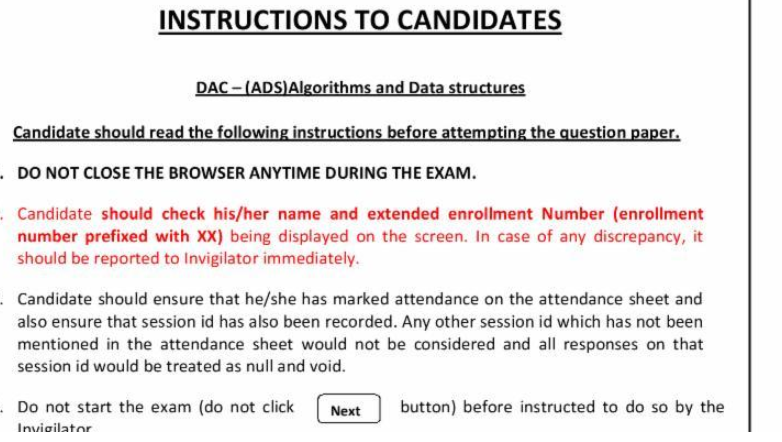 INSTRUCTIONS TO CANDIDATES
DAC – (ADS)Algorithms and Data structures
Candidate should read the following instructions before attempting the question paper.
. DO NOT CLOSE THE BROWSER ANYTIME DURING THE EXAM.
. Candidate should check his/her name and extended enrollment Number (enrollment
number prefixed with XX) being displayed on the screen. In case of any discrepancy, it
should be reported to Invigilator immediately.
. Candidate should ensure that he/she has marked attendance on the attendance sheet and
also ensure that session id has also been recorded. Any other session id which has not been
mentioned in the attendance sheet would not be considered and all responses on that
session id would be treated as null and void.
. Do not start the exam (do not click Next button) before instructed to do so by the
Invigilator